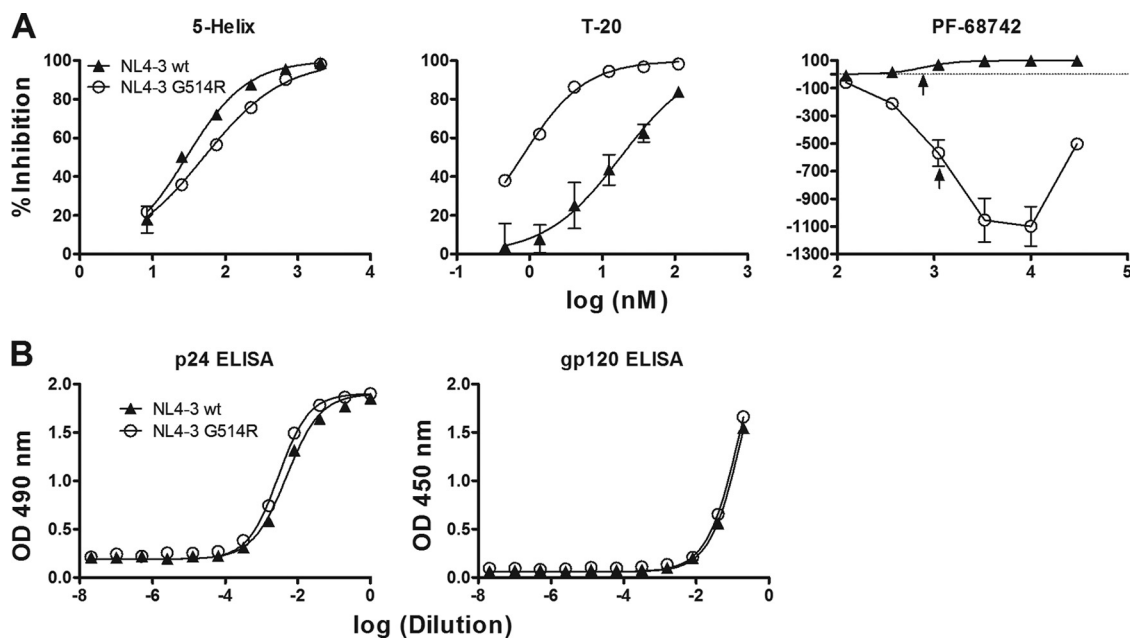 A
5-Helix
T-20
PF-68742
% Inhibition
100
80
60
40
20
0
NL4-3 wt
NL4-3 G514R
0 1 2 3 4
100
80
60
40
20
0
-1 0 1 2 3
100
-100
-300
-500
-700
-900
-1100
-1300
2 3 4 5
log (nM)
B
p24 ELISA
gp120 ELISA
OD 490 nm
2.0
1.5
1.0
0.5
0.0
NL4-3 wt
NL4-3 G514R
-8 -6 -4 -2 0
OD 450 nm
2.0
1.5
1.0
0.5
0.0
-8 -6 -4 -2 0
log (Dilution)